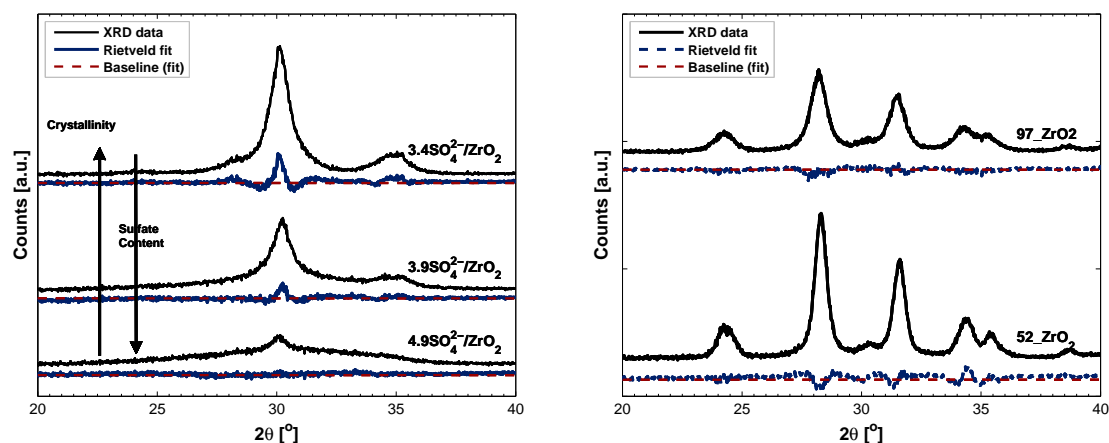 XRD data
Rietveld fit
Baseline (fit)
Crystallinity
3.4SO₄²⁻/ZrO₂
Sulfate
Content
3.9SO₄²⁻/ZrO₂
4.9SO₄²⁻/ZrO₂
Counts [a.u.]
20 25 30 35 40
2θ [°]
XRD data
Rietveld fit
Baseline (fit)
97_ZrO2
52_ZrO₂
Counts [a.u.]
20 25 30 35 40
2θ [°]